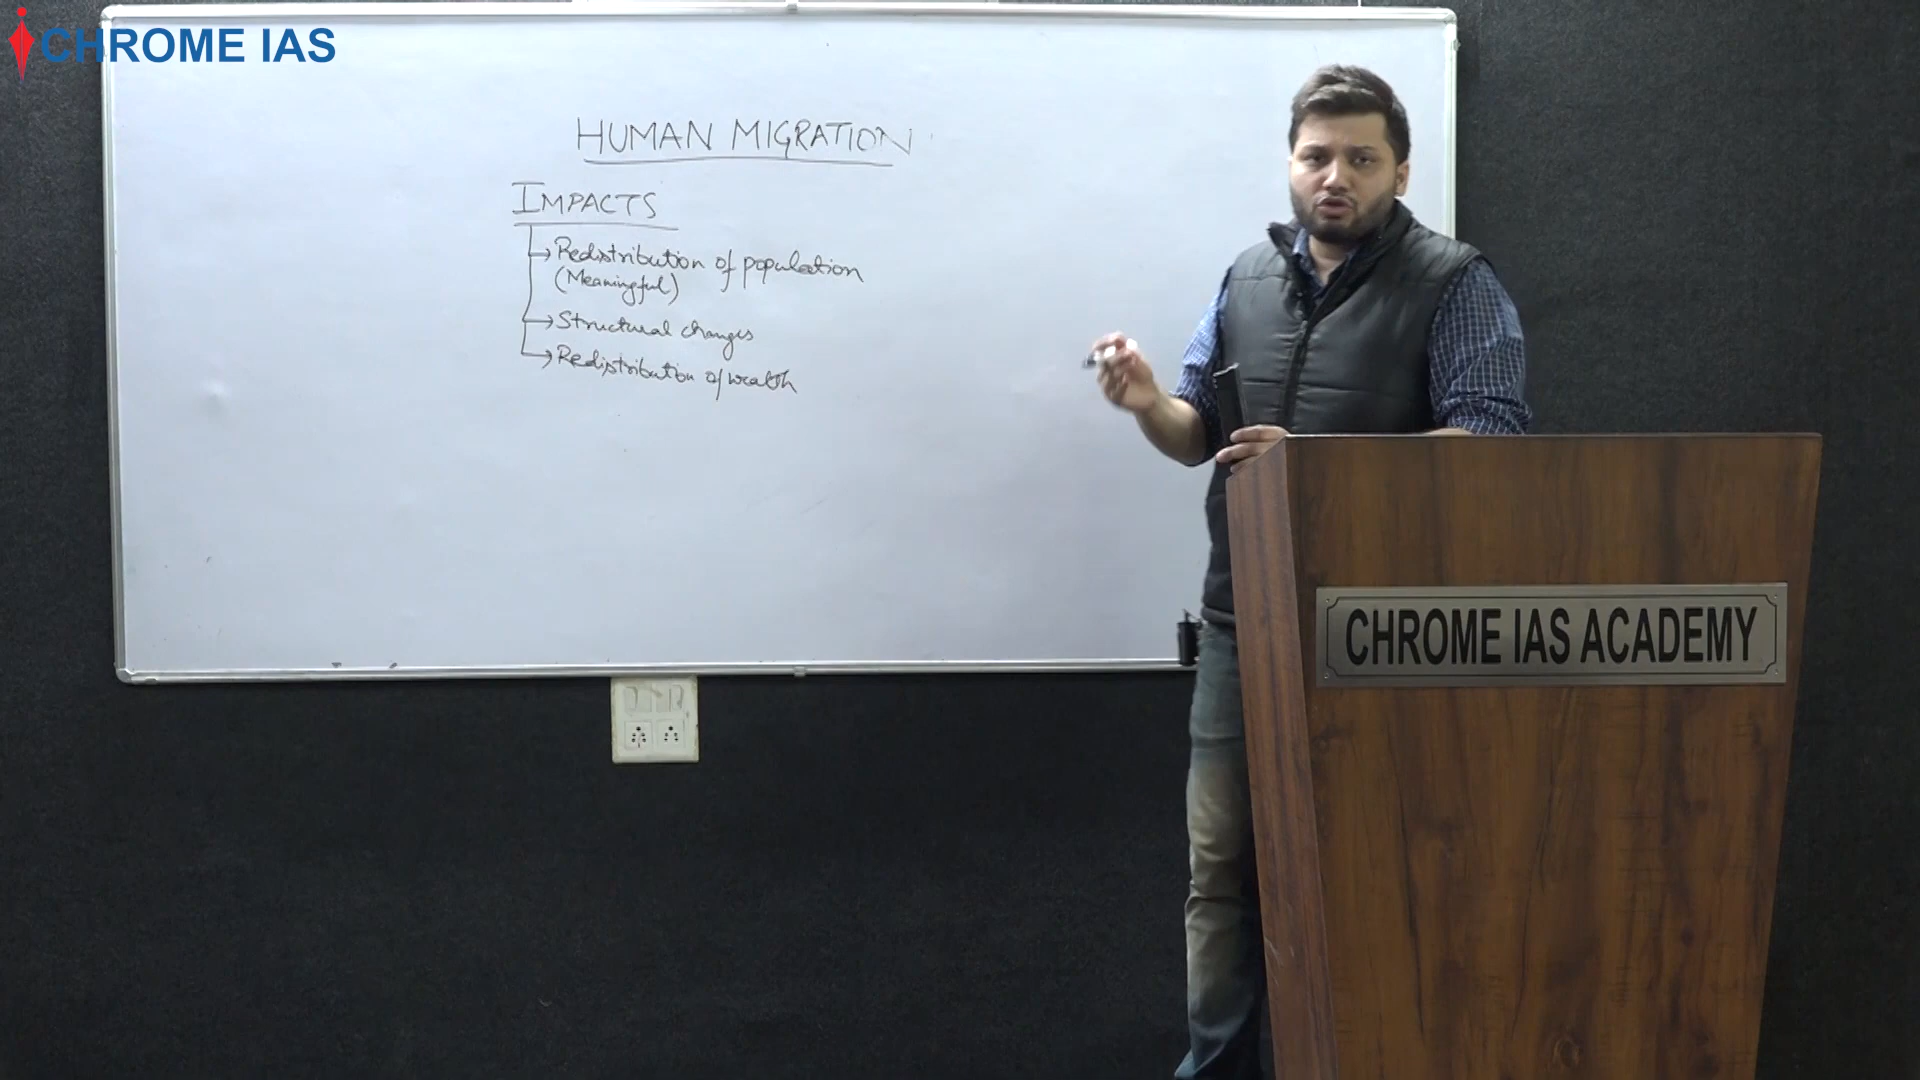 CHROME IAS
HUMAN MIGRATION
IMPACTS
Redistribution of population
(Meaningful)
Structural changes
Redistribution of wealth
CHROME IAS ACADEMY